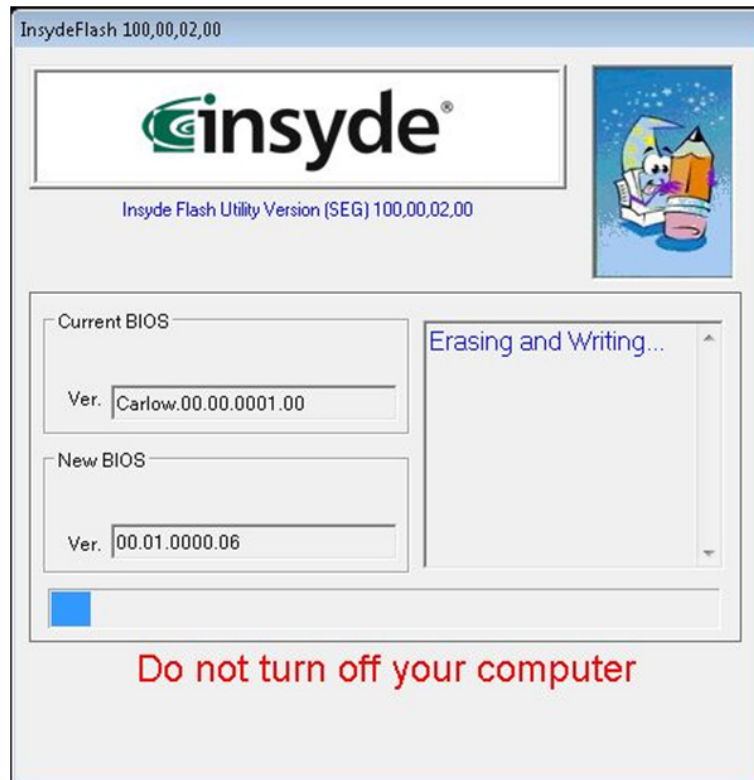 InsydeFlash 100,00,02,00
insyde®
Insyde Flash Utility Version (SEG) 100,00,02,00
Current BIOS
Ver. Carlow.00.00.0001.00
New BIOS
Ver. 00.01.0000.06
Erasing and Writing...
Do not turn off your computer